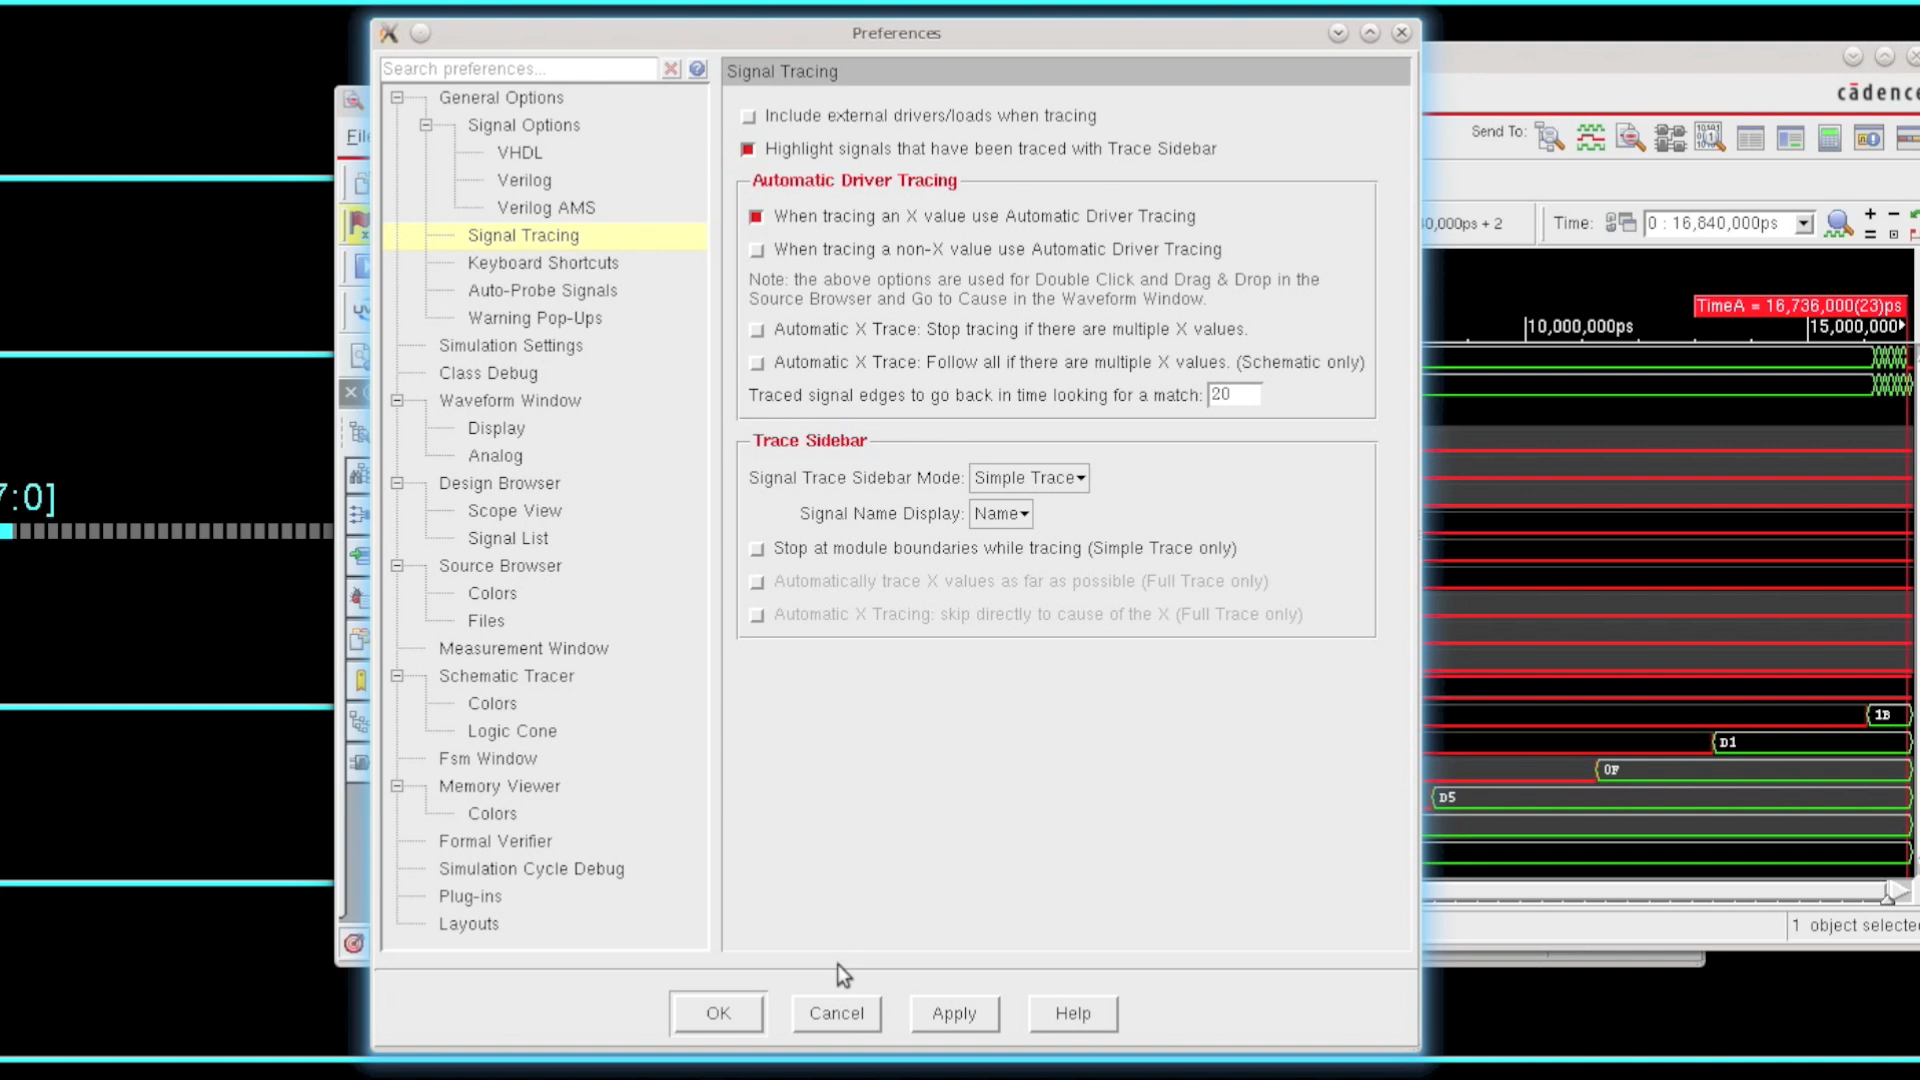 Preferences
Search preferences...
General Options
Signal Options
VHDL
Verilog
Verilog AMS
Signal Tracing
Keyboard Shortcuts
Auto-Probe Signals
Warning Pop-Ups
Simulation Settings
Class Debug
Waveform Window
Display
Analog
Design Browser
Scope View
Signal List
Source Browser
Colors
Files
Measurement Window
Schematic Tracer
Colors
Logic Cone
Fsm Window
Memory Viewer
Colors
Formal Verifier
Simulation Cycle Debug
Plug-ins
Layouts
Signal Tracing
Include external drivers/loads when tracing
Highlight signals that have been traced with Trace Sidebar
Automatic Driver Tracing
When tracing an X value use Automatic Driver Tracing
When tracing a non-X value use Automatic Driver Tracing
Note: the above options are used for Double Click and Drag & Drop in the
Source Browser and Go to Cause in the Waveform Window.
Automatic X Trace: Stop tracing if there are multiple X values.
Automatic X Trace: Follow all if there are multiple X values. (Schematic only)
Traced signal edges to go back in time looking for a match: 20
Trace Sidebar
Signal Trace Sidebar Mode: Simple Trace
Signal Name Display: Name
Stop at module boundaries while tracing (Simple Trace only)
Automatically trace X values as far as possible (Full Trace only)
Automatic X Tracing: skip directly to cause of the X (Full Trace only)
OK
Cancel
Apply
Help
7:0]
cādence
Send To:
0,000ps + 2
Time:
0 : 16,840,000ps
TimeA = 16,736,000(23)ps
10,000,000ps
15,000,000
1B
D1
0F
D5
1 object selected